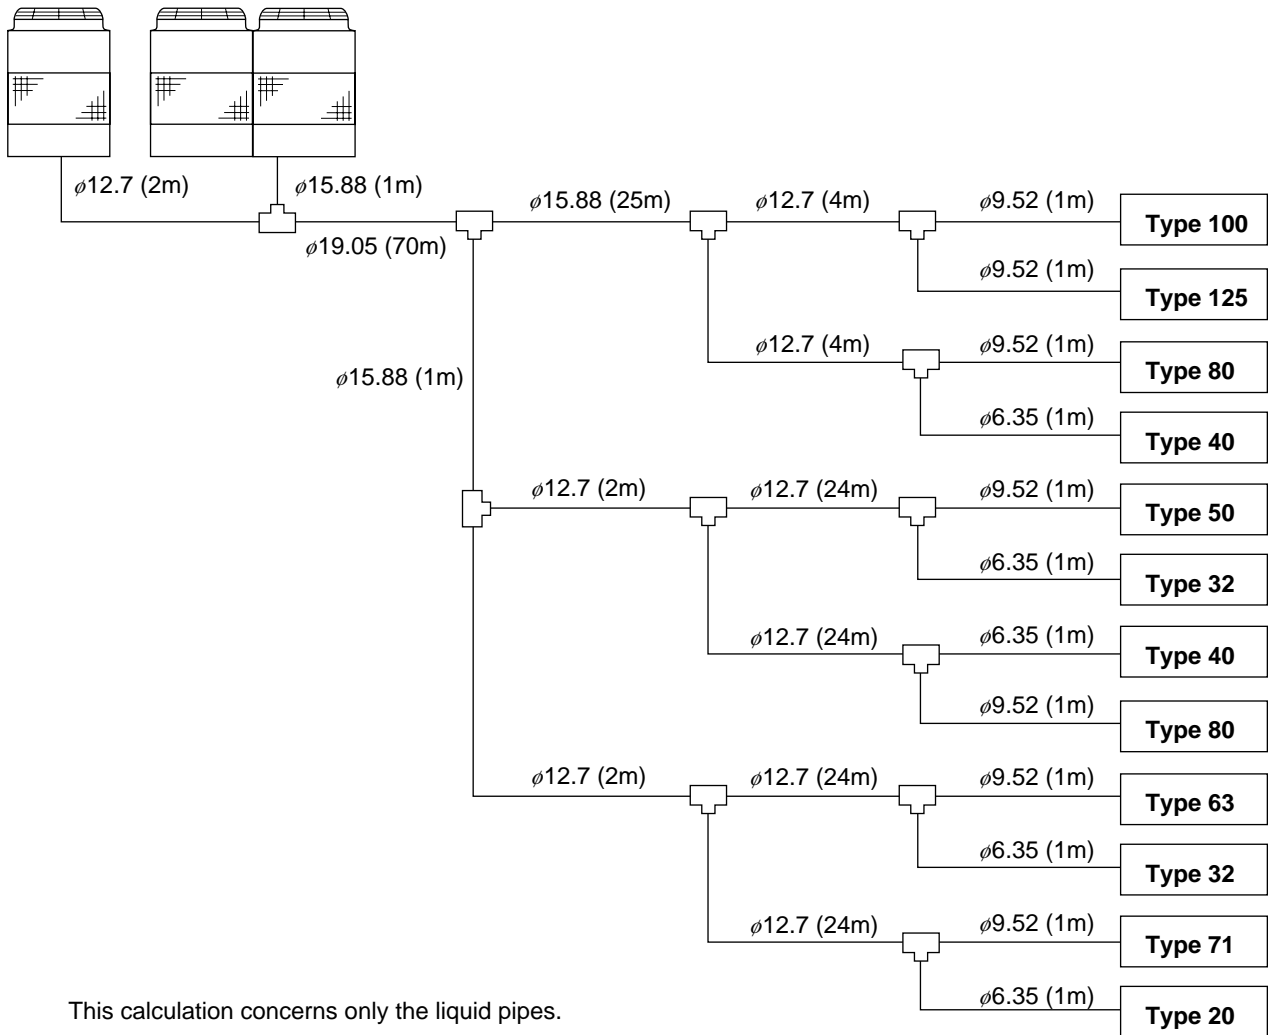 ø12.7 (2m)
ø15.88 (1m)
ø19.05 (70m)
ø15.88 (25m)
ø12.7 (4m)
ø9.52 (1m)
Type 100
ø9.52 (1m)
Type 125
ø12.7 (4m)
ø9.52 (1m)
Type 80
ø15.88 (1m)
ø6.35 (1m)
Type 40
ø12.7 (2m)
ø12.7 (24m)
ø9.52 (1m)
Type 50
ø6.35 (1m)
Type 32
ø12.7 (24m)
ø6.35 (1m)
Type 40
ø9.52 (1m)
Type 80
ø12.7 (2m)
ø12.7 (24m)
ø9.52 (1m)
Type 63
ø6.35 (1m)
Type 32
ø12.7 (24m)
ø9.52 (1m)
Type 71
ø6.35 (1m)
Type 20
This calculation concerns only the liquid pipes.